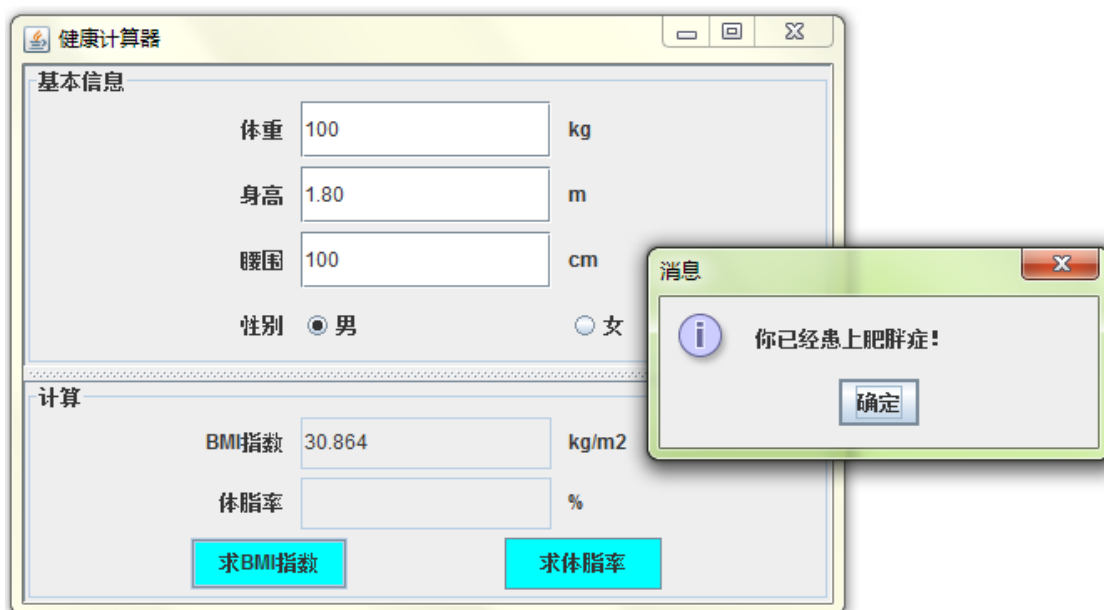 健康计算器
基本信息
体重 100 kg
身高 1.80 m
腰围 100 cm
性别 男 女
消息
你已经患上肥胖症!
确定
计算
BMI指数 30.864 kg/m2
体脂率 %
求BMI指数 求体脂率